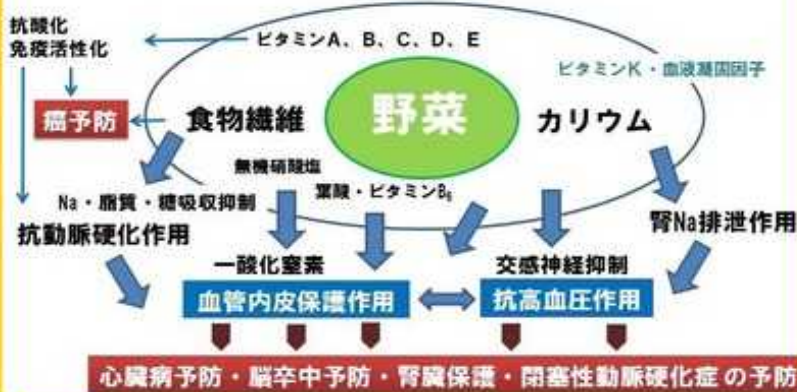 抗酸化
免疫活性化
ビタミンA、B、C、D、E
ビタミンK・血液凝固因子
癌予防
食物繊維
野菜
カリウム
無機硝酸塩
葉酸・ビタミンB₆
Na・脂質・糖吸収抑制
抗動脈硬化作用
腎Na排泄作用
一酸化窒素
交感神経抑制
血管内皮保護作用
抗高血圧作用
心臓病予防・脳卒中予防・腎臓保護・閉塞性動脈硬化症の予防